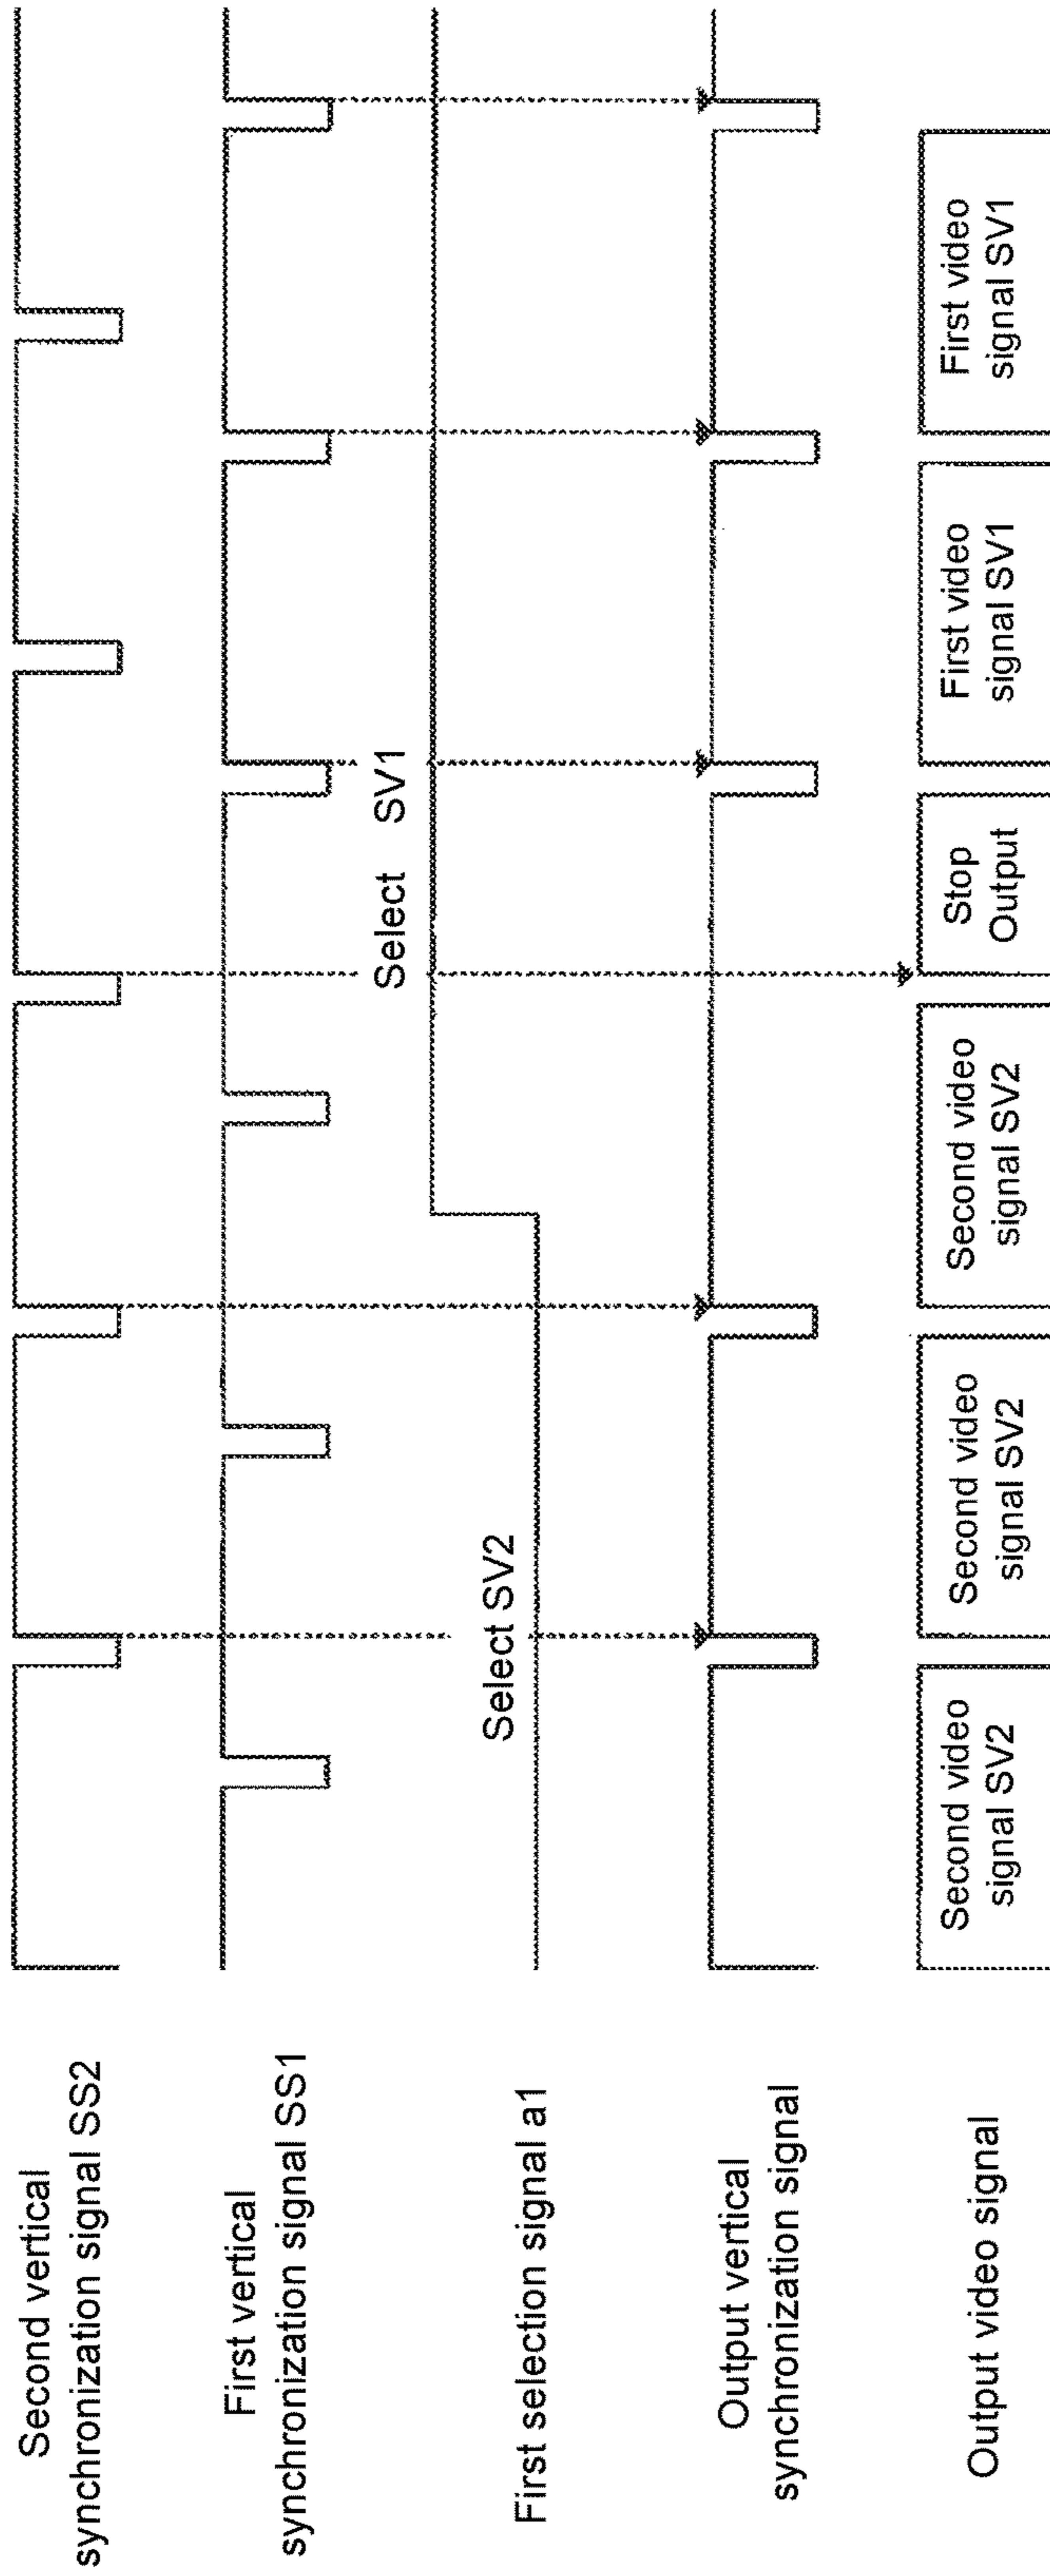 Second vertical
synchronization signal SS2
First vertical
synchronization signal SS1
Select SV1
Select SV2
First selection signal a1
Output vertical
synchronization signal
Output video signal
Second video
signal SV2
Second video
signal SV2
Second video
signal SV2
Stop
Output
First video
signal SV1
First video
signal SV1